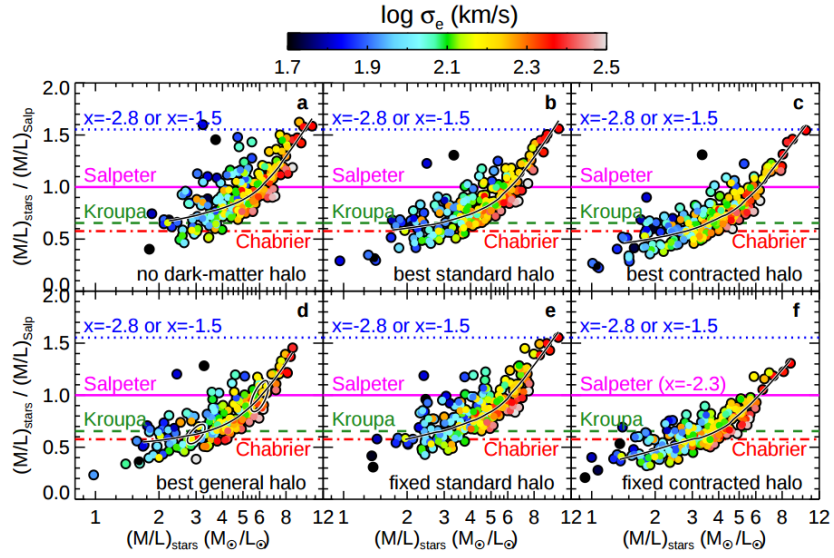 log σe (km/s)
1.7 1.9 2.1 2.3 2.5
2.0
1.5
1.0
0.5
0.0
(M/L)stars / (M/L)Salp
x=-2.8 or x=-1.5
a
Salpeter
Kroupa
Chabrier
no dark-matter halo
x=-2.8 or x=-1.5
b
Salpeter
Kroupa
Chabrier
best standard halo
x=-2.8 or x=-1.5
c
Salpeter
Kroupa
Chabrier
best contracted halo
2.0
1.5
1.0
0.5
0.0
(M/L)stars / (M/L)Salp
d
x=-2.8 or x=-1.5
Salpeter
Kroupa
Chabrier
best general halo
e
x=-2.8 or x=-1.5
Salpeter
Kroupa
Chabrier
fixed standard halo
f
x=-2.8 or x=-1.5
Salpeter (x=-2.3)
Kroupa
Chabrier
fixed contracted halo
1 2 3 4 5 6 8 12
1 2 3 4 5 6 8 12
1 2 3 4 5 6 8 12
(M/L)stars (M⊙/L⊙)
(M/L)stars (M⊙/L⊙)
(M/L)stars (M⊙/L⊙)